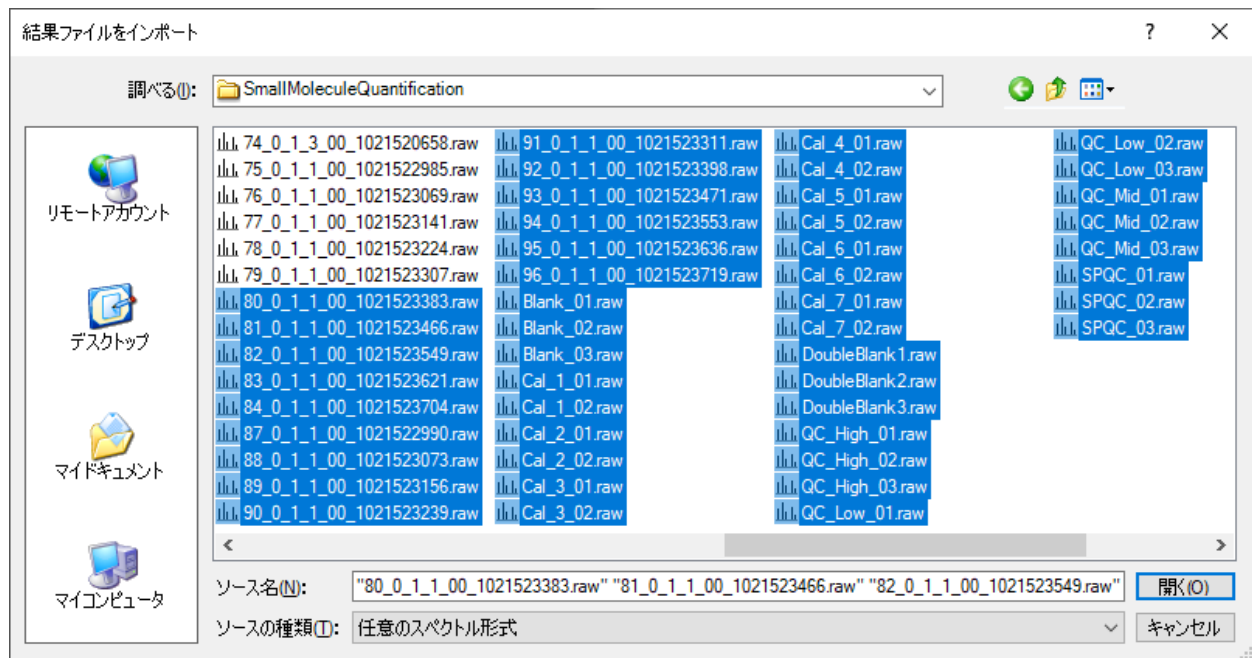 結果ファイルをインポート
調べる(I):
SmallMoleculeQuantification
リモートアカウント
デスクトップ
マイドキュメント
マイコンピュータ
74_0_1_3_00_1021520658.raw
75_0_1_1_00_1021522985.raw
76_0_1_1_00_1021523069.raw
77_0_1_1_00_1021523141.raw
78_0_1_1_00_1021523224.raw
79_0_1_1_00_1021523307.raw
80_0_1_1_00_1021523383.raw
81_0_1_1_00_1021523466.raw
82_0_1_1_00_1021523549.raw
83_0_1_1_00_1021523621.raw
84_0_1_1_00_1021523704.raw
87_0_1_1_00_1021522990.raw
88_0_1_1_00_1021523073.raw
89_0_1_1_00_1021523156.raw
90_0_1_1_00_1021523239.raw
91_0_1_1_00_1021523311.raw
92_0_1_1_00_1021523398.raw
93_0_1_1_00_1021523471.raw
94_0_1_1_00_1021523553.raw
95_0_1_1_00_1021523636.raw
96_0_1_1_00_1021523719.raw
Blank_01.raw
Blank_02.raw
Blank_03.raw
Cal_1_01.raw
Cal_1_02.raw
Cal_2_01.raw
Cal_2_02.raw
Cal_3_01.raw
Cal_3_02.raw
Cal_4_01.raw
Cal_4_02.raw
Cal_5_01.raw
Cal_5_02.raw
Cal_6_01.raw
Cal_6_02.raw
Cal_7_01.raw
Cal_7_02.raw
DoubleBlank1.raw
DoubleBlank2.raw
DoubleBlank3.raw
QC_High_01.raw
QC_High_02.raw
QC_High_03.raw
QC_Low_01.raw
QC_Low_02.raw
QC_Low_03.raw
QC_Mid_01.raw
QC_Mid_02.raw
QC_Mid_03.raw
SPQC_01.raw
SPQC_02.raw
SPQC_03.raw
ソース名(N):
"80_0_1_1_00_1021523383.raw" "81_0_1_1_00_1021523466.raw" "82_0_1_1_00_1021523549.raw"
開く(O)
ソースの種類(T):
任意のスペクトル形式
キャンセル